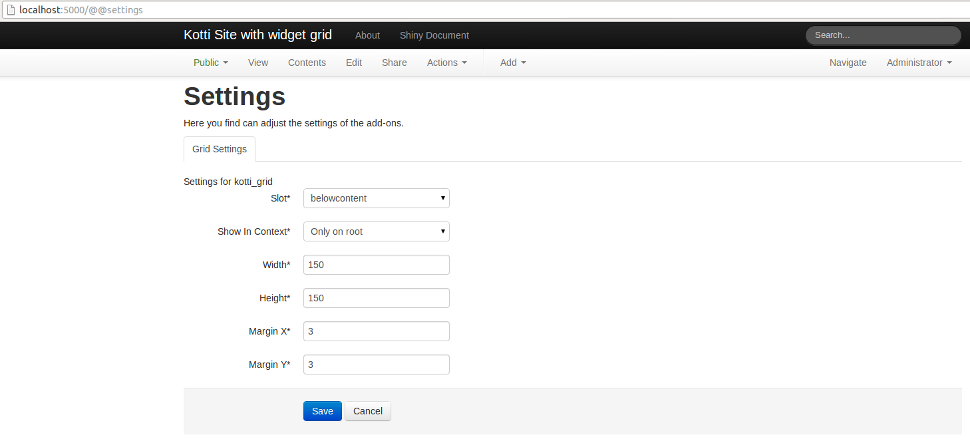 localhost:5000/@@settings
Kotti Site with widget grid About Shiny Document Search...
Public View Contents Edit Share Actions Add Navigate Administrator
Settings
Here you find can adjust the settings of the add-ons.
Grid Settings
Settings for kotti_grid
Slot* belowcontent
Show In Context* Only on root
Width* 150
Height* 150
Margin X* 3
Margin Y* 3
Save Cancel